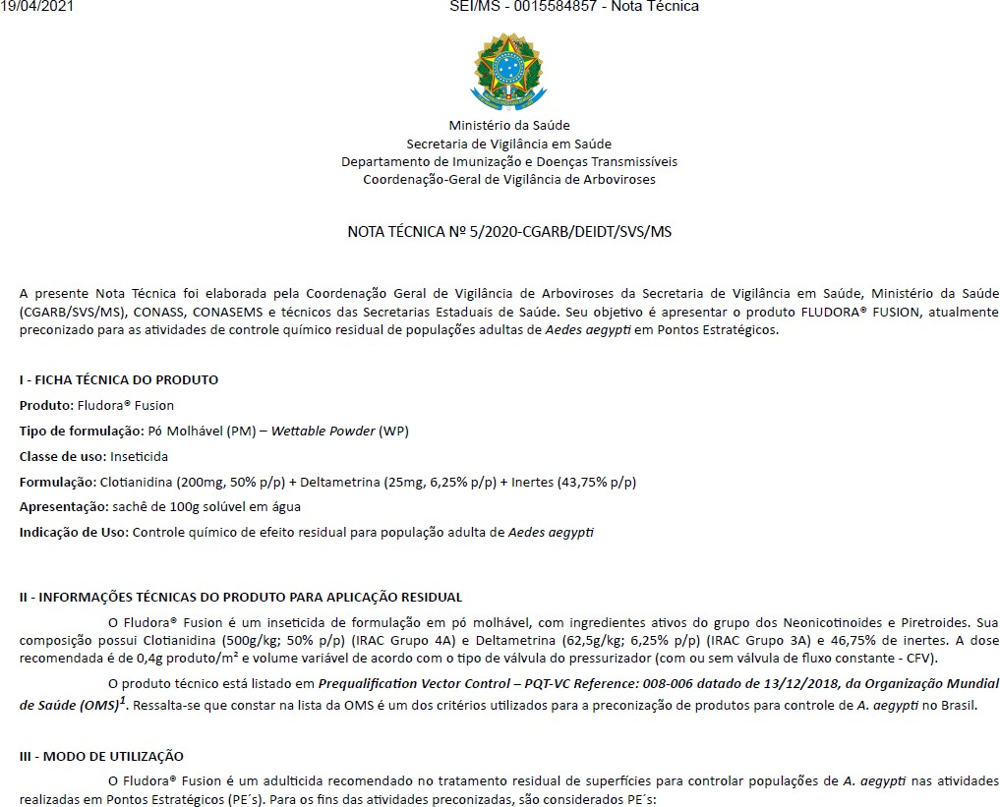 19/04/2021 SEI/MS - 0015584857 - Nota Técnica
Ministério da Saúde
Secretaria de Vigilância em Saúde
Departamento de Imunização e Doenças Transmissíveis
Coordenação-Geral de Vigilância de Arboviroses
NOTA TÉCNICA Nº 5/2020-CGARB/DEIDT/SVS/MS
A presente Nota Técnica foi elaborada pela Coordenação Geral de Vigilância de Arboviroses da Secretaria de Vigilância em Saúde, Ministério da Saúde
(CGARB/SVS/MS), CONASS, CONASEMS e técnicos das Secretarias Estaduais de Saúde. Seu objetivo é apresentar o produto FLUDORA® FUSION, atualmente
preconizado para as atividades de controle químico residual de populações adultas de Aedes aegypti em Pontos Estratégicos.
I - FICHA TÉCNICA DO PRODUTO
Produto: Fludora® Fusion
Tipo de formulação: Pó Molhável (PM) – Wettable Powder (WP)
Classe de uso: Inseticida
Formulação: Clotianidina (200mg, 50% p/p) + Deltametrina (25mg, 6,25% p/p) + Inertes (43,75% p/p)
Apresentação: sachê de 100g solúvel em água
Indicação de Uso: Controle químico de efeito residual para população adulta de Aedes aegypti
II - INFORMAÇÕES TÉCNICAS DO PRODUTO PARA APLICAÇÃO RESIDUAL
O Fludora® Fusion é um inseticida de formulação em pó molhável, com ingredientes ativos do grupo dos Neonicotinoides e Piretroides. Sua
composição possui Clotianidina (500g/kg; 50% p/p) (IRAC Grupo 4A) e Deltametrina (62,5g/kg; 6,25% p/p) (IRAC Grupo 3A) e 46,75% de inertes. A dose
recomendada é de 0,4g produto/m² e volume variável de acordo com o tipo de válvula do pressurizador (com ou sem válvula de fluxo constante - CFV).
O produto técnico está listado em Prequalification Vector Control – PQT-VC Reference: 008-006 datado de 13/12/2018, da Organização Mundial
de Saúde (OMS)¹. Ressalta-se que constar na lista da OMS é um dos critérios utilizados para a preconização de produtos para controle de A. aegypti no Brasil.
III - MODO DE UTILIZAÇÃO
O Fludora® Fusion é um adulticida recomendado no tratamento residual de superfícies para controlar populações de A. aegypti nas atividades
realizadas em Pontos Estratégicos (PE´s). Para os fins das atividades preconizadas, são considerados PE´s: